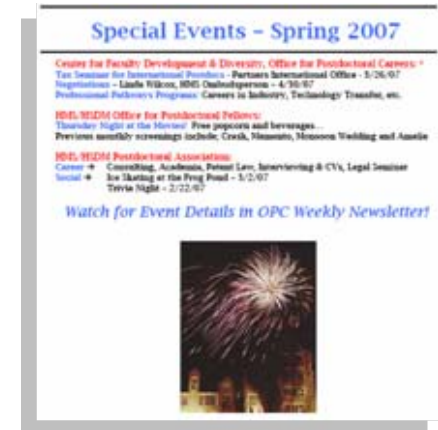 Special Events – Spring 2007
Center for Faculty Development & Diversity, Office for Postdoctoral Careers:
Tax Seminar for International Postdocs - Partners International Office - 3/26/07
Negotiations – Linda Wilcox, HMS Ombudsperson – 4/30/07
Professional Pathways Programs: Careers in Industry, Technology Transfer, etc.
HMS/HSDM Office for Postdoctoral Fellows:
Thursday Night at the Movies! Free popcorn and beverages…
Previous monthly screenings include; Crash, Memento, Monsoon Wedding and Amelie
HMS/HSDM Postdoctoral Association:
Career → Consulting, Academia, Patent Law, Interviewing & CVs, Legal Seminar
Social → Ice Skating at the Frog Pond – 3/2/07
Trivia Night – 2/22/07
Watch for Event Details in OPC Weekly Newsletter!